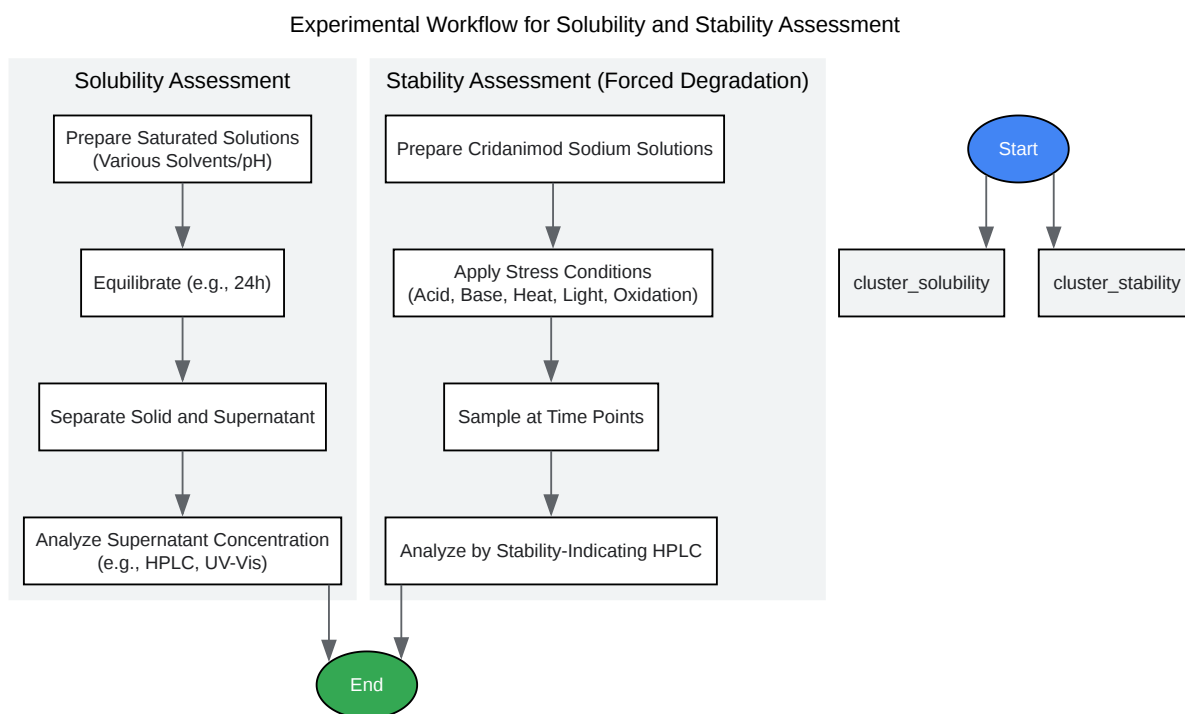 Experimental Workflow for Solubility and Stability Assessment
Solubility Assessment
Prepare Saturated Solutions
(Various Solvents/pH)
Equilibrate (e.g., 24h)
Separate Solid and Supernatant
Analyze Supernatant Concentration
(e.g., HPLC, UV-Vis)
Stability Assessment (Forced Degradation)
Prepare Cridanimod Sodium Solutions
Apply Stress Conditions
(Acid, Base, Heat, Light, Oxidation)
Sample at Time Points
Analyze by Stability-Indicating HPLC
End
Start
cluster_solubility
cluster_stability